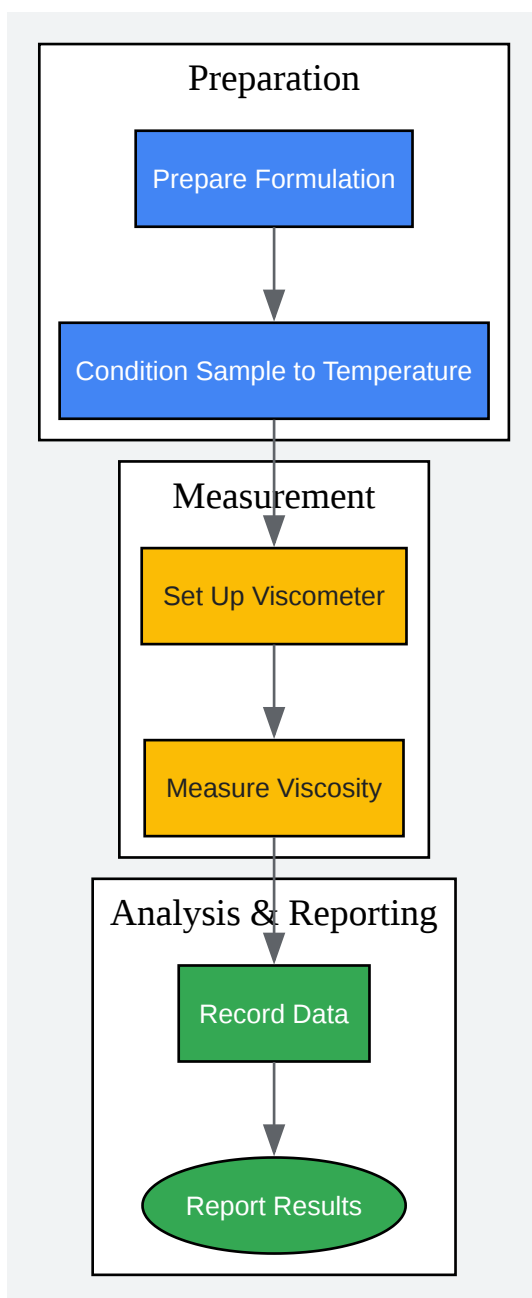 Preparation
Prepare Formulation
Condition Sample to Temperature
Measurement
Set Up Viscometer
Measure Viscosity
Analysis & Reporting
Record Data
Report Results